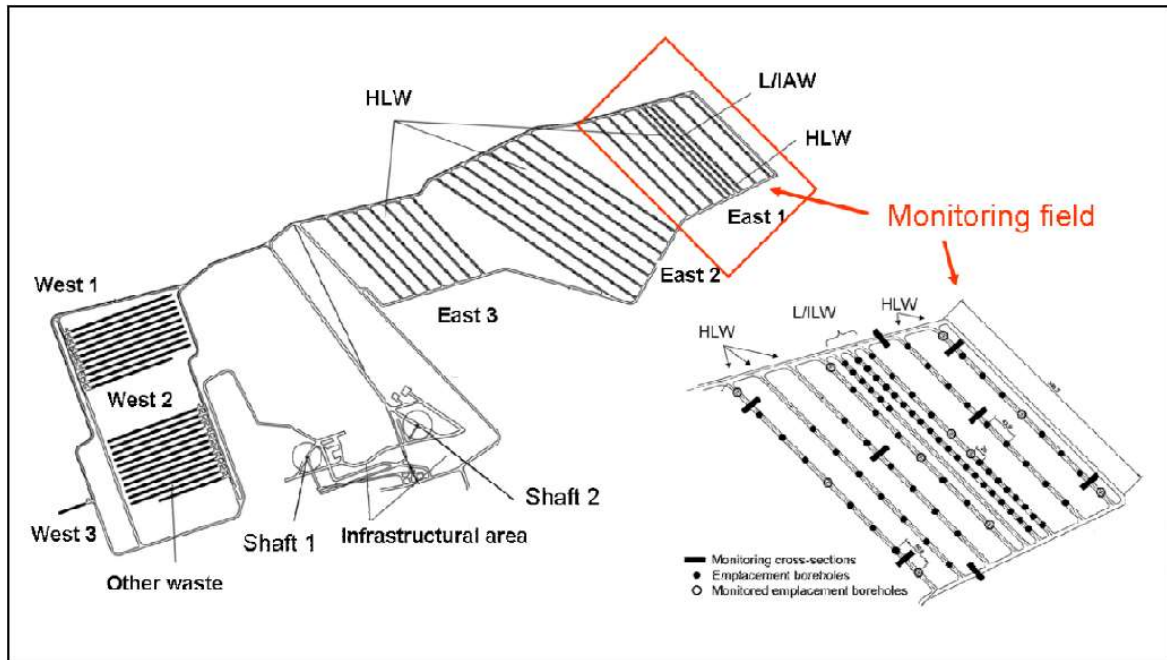 L/IAW
HLW
HLW
East 1
Monitoring field
East 2
West 1
East 3
HLW
L/ILW
HLW
West 2
Shaft 2
Shaft 1
Infrastructural area
West 3
Other waste
Monitoring cross-sections
Emplacement boreholes
Monitored emplacement boreholes